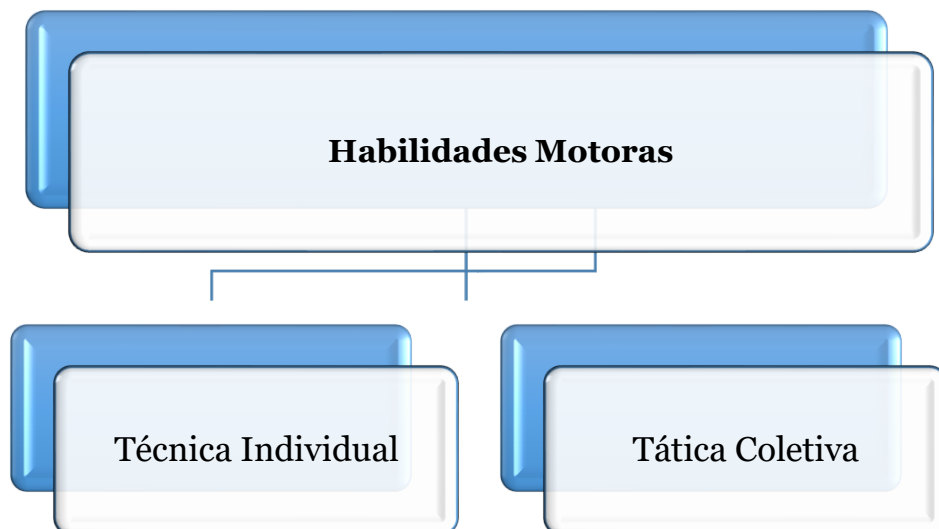 Habilidades Motoras
Técnica Individual
Tática Coletiva